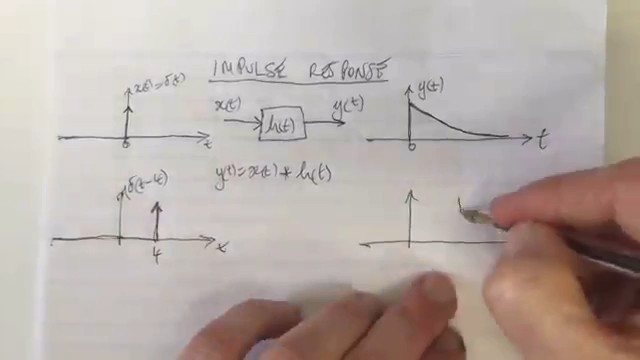 IMPULSE RESPONSE
x(t)=δ(t)
0
t
x(t)
h(t)
y(t)
y(t)
0
t
y(t)=x(t)*h(t)
δ(t-4)
4
t